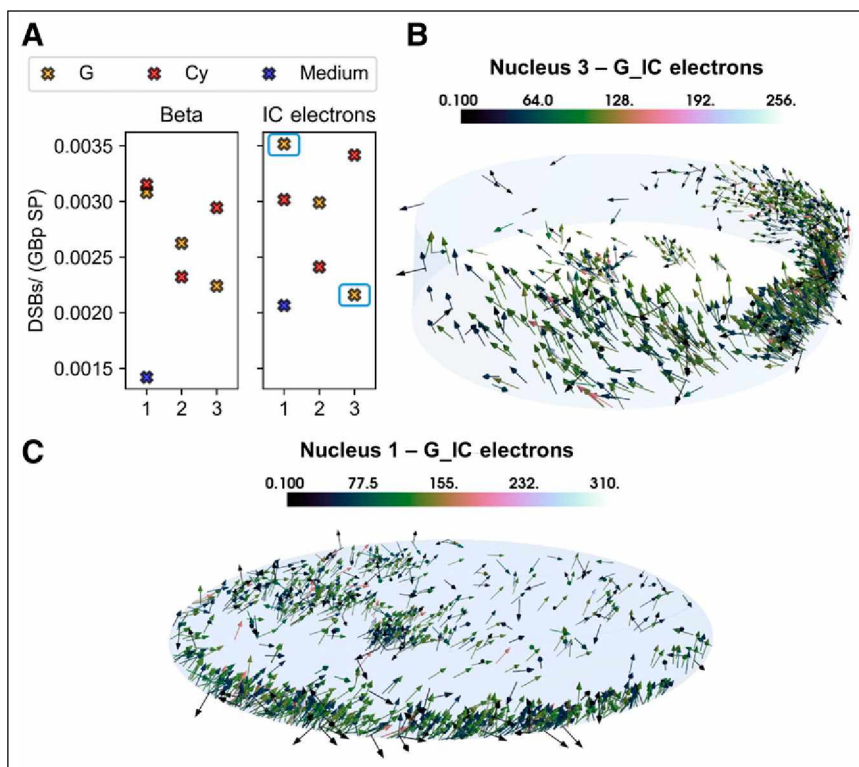 A
G Cy Medium
Beta IC electrons
DSBs/ (GBp SP)
0.0035
0.0030
0.0025
0.0020
0.0015
1 2 3 1 2 3
B
Nucleus 3 – G_IC electrons
0.100 64.0 128. 192. 256.
C
Nucleus 1 – G_IC electrons
0.100 77.5 155. 232. 310.